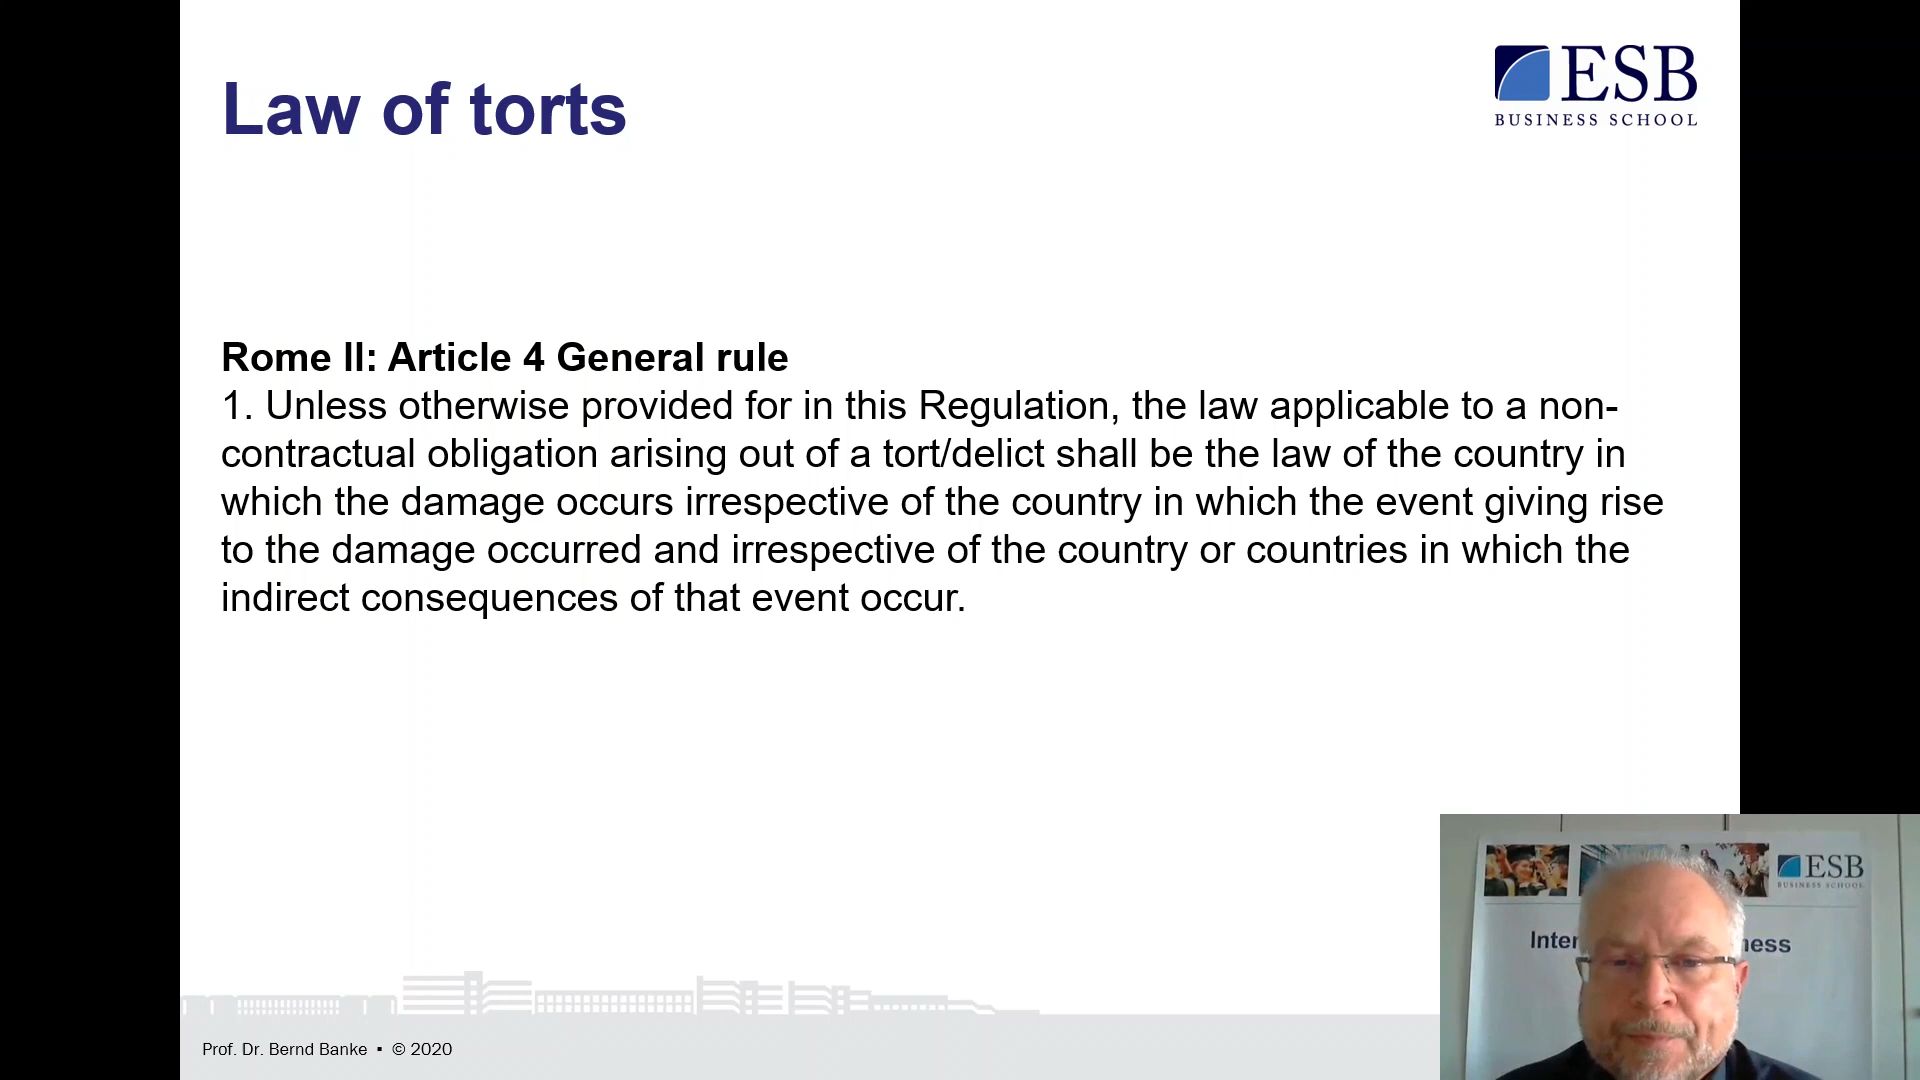 Law of torts
ESB
BUSINESS SCHOOL
Rome II: Article 4 General rule
1. Unless otherwise provided for in this Regulation, the law applicable to a non-
contractual obligation arising out of a tort/delict shall be the law of the country in
which the damage occurs irrespective of the country in which the event giving rise
to the damage occurred and irrespective of the country or countries in which the
indirect consequences of that event occur.
ESB
BUSINESS SCHOOL
Prof. Dr. Bernd Banke ▪ © 2020